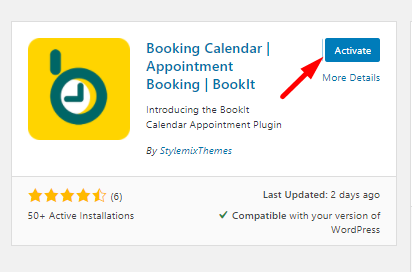 Booking Calendar |
Appointment
Booking | BookIt
Activate
More Details
Introducing the BookIt
Calendar Appointment Plugin
By StylemixThemes
(6)
50+ Active Installations
Last Updated: 2 days ago
Compatible with your version of
WordPress